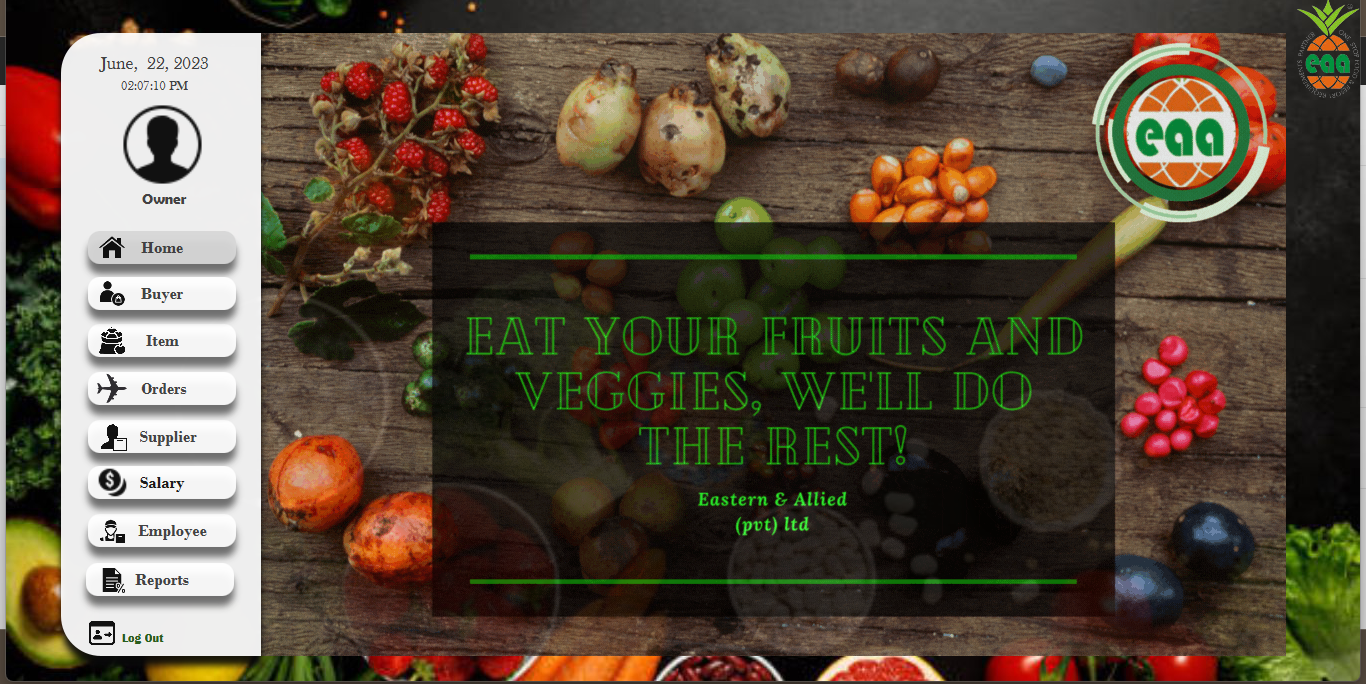 June, 22, 2023
02:07:10 PM
Owner
Home
Buyer
Item
Orders
Supplier
Salary
Employee
Reports
Log Out
eaa
eaa
EAT YOUR FRUITS AND
VEGGIES, WE'LL DO
THE REST!
Eastern & Allied
(pvt) ltd